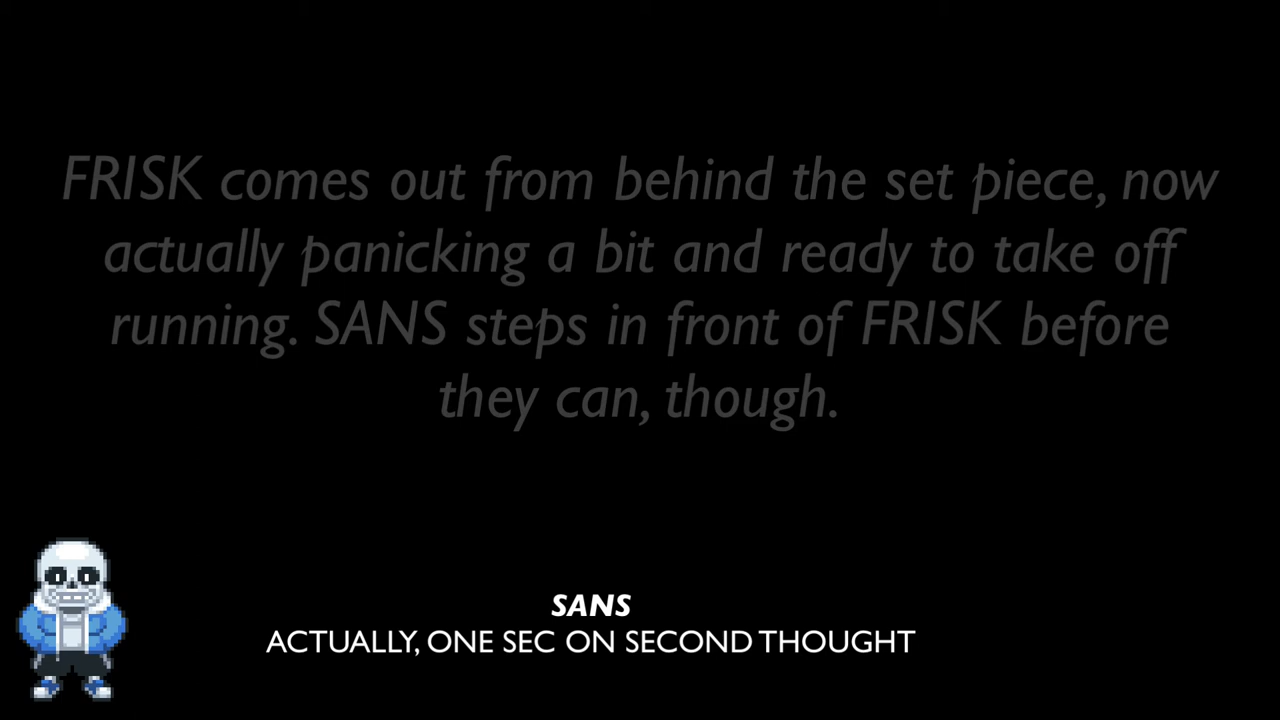 FRISK comes out from behind the set piece, now
actually panicking a bit and ready to take off
running. SANS steps in front of FRISK before
they can, though.
SANS
ACTUALLY, ONE SEC ON SECOND THOUGHT